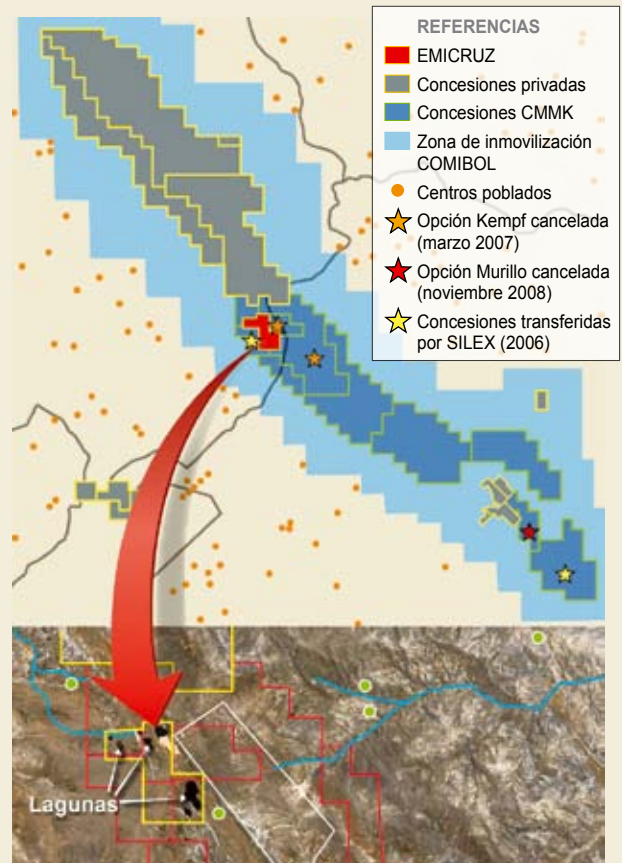 REFERENCIAS
EMICRUZ
Concesiones privadas
Concesiones CMMK
Zona de inmovilización
COMIBOL
Centros poblados
Opción Kempf cancelada
(marzo 2007)
Opción Murillo cancelada
(noviembre 2008)
Concesiones transferidas
por SILEX (2006)
Lagunas